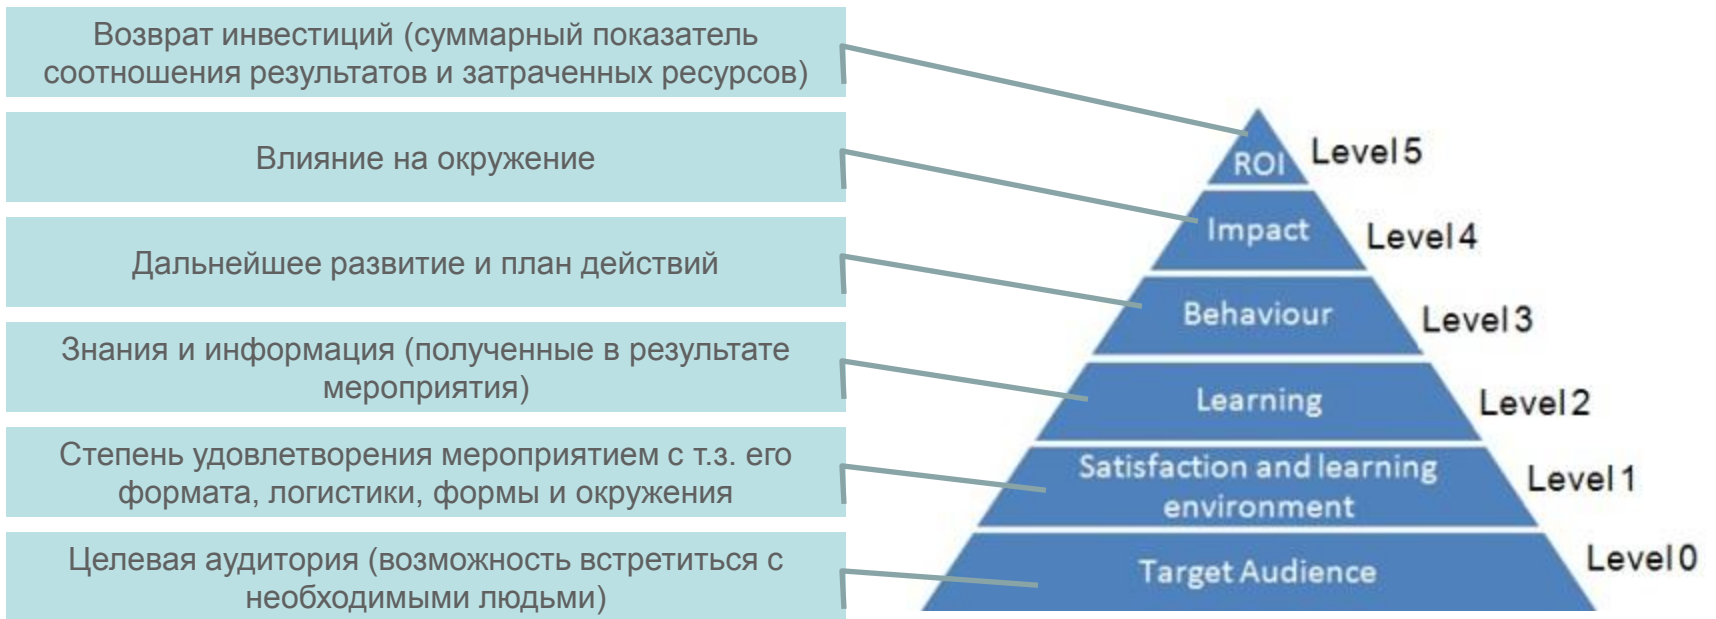 Возврат инвестиций (суммарный показатель
соотношения результатов и затраченных ресурсов)
Влияние на окружение
Дальнейшее развитие и план действий
Знания и информация (полученные в результате
мероприятия)
Степень удовлетворения мероприятием с т.з. его
формата, логистики, формы и окружения
Целевая аудитория (возможность встретиться с
необходимыми людьми)
ROI
Level 5
Impact
Level 4
Behaviour
Level 3
Learning
Level 2
Satisfaction and learning
environment
Level 1
Target Audience
Level 0